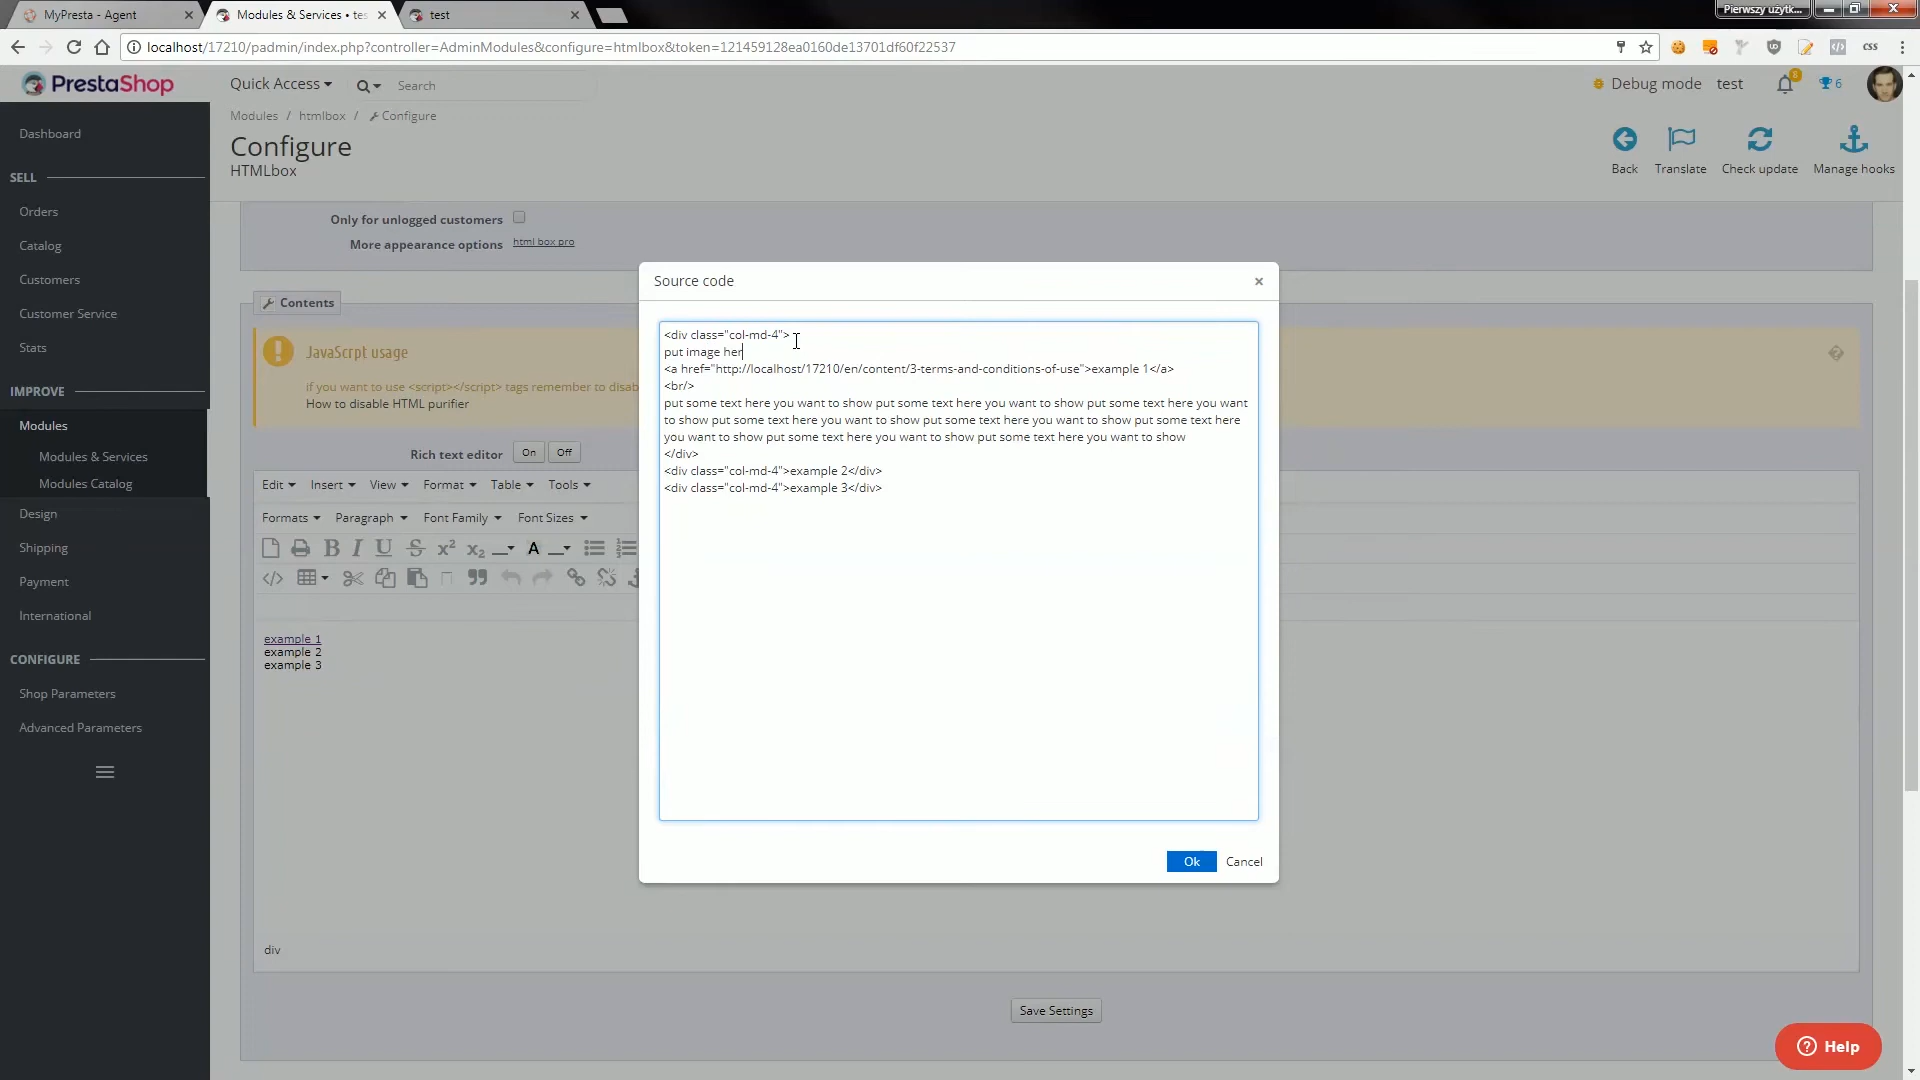 MyPresta - Agent
Modules & Services • tes
test
Pierwszy użytk...
localhost/17210/padmin/index.php?controller=AdminModules&configure=htmlbox&token=121459128ea0160de13701df60f22537
css
PrestaShop
Quick Access
Search
Debug mode
test
8
6
Modules / htmlbox / Configure
Configure
HTMLbox
Back
Translate
Check update
Manage hooks
Dashboard
SELL
Orders
Catalog
Customers
Customer Service
Stats
IMPROVE
Modules
Modules & Services
Modules Catalog
Design
Shipping
Payment
International
CONFIGURE
Shop Parameters
Advanced Parameters
Only for unlogged customers
More appearance options html box pro
Contents
JavaScrpt usage
if you want to use <script></script> tags remember to disab
How to disable HTML purifier
Rich text editor On Off
Edit Insert View Format Table Tools
Formats Paragraph Font Family Font Sizes
example 1
example 2
example 3
div
Source code
<div class="col-md-4">
put image her
<a href="http://localhost/17210/en/content/3-terms-and-conditions-of-use">example 1</a>
<br/>
put some text here you want to show put some text here you want to show put some text here you want
to show put some text here you want to show put some text here you want to show put some text here
you want to show put some text here you want to show put some text here you want to show
</div>
<div class="col-md-4">example 2</div>
<div class="col-md-4">example 3</div>
Ok
Cancel
Save Settings
Help